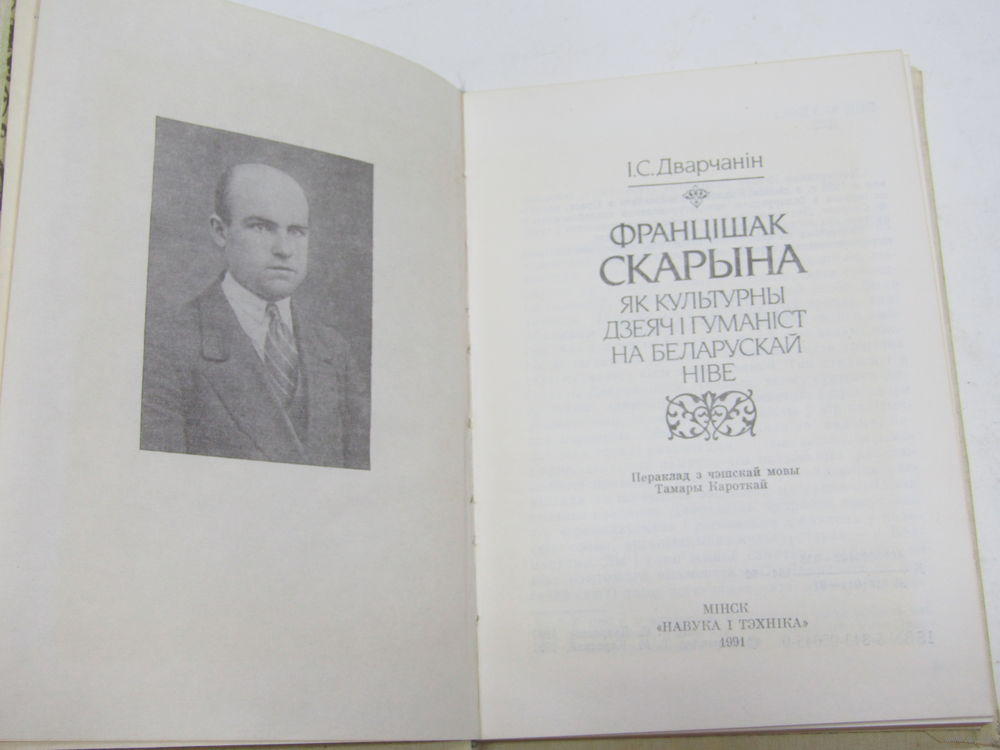 І.С.Дварчанін
ФРАНЦІШАК
СКАРЫНА
ЯК КУЛЬТУРНЫ
ДЗЕЯЧ І ГУМАНІСТ
НА БЕЛАРУСКАЙ
НІВЕ
Пераклад з чэшскай мовы
Тамары Кароткай
МІНСК
«НАВУКА І ТЭХНІКА»
1991